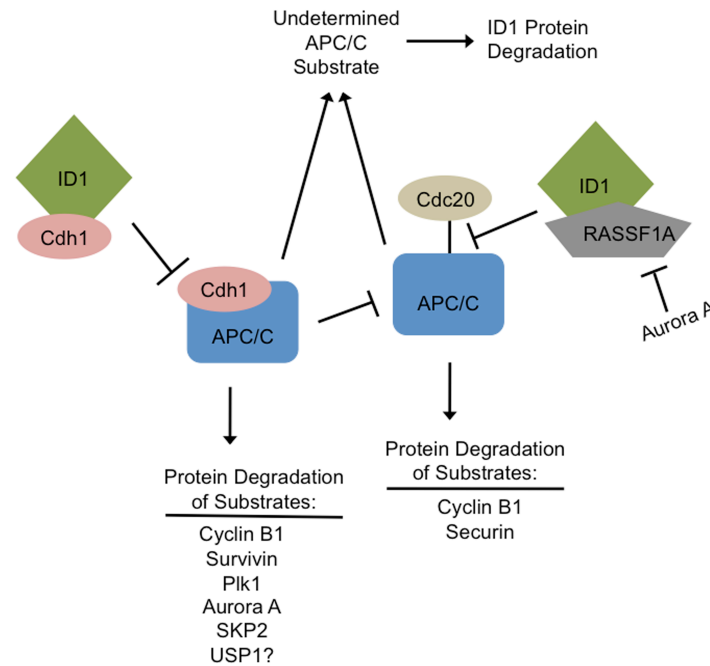 Undetermined
APC/C
Substrate
ID1 Protein
Degradation
ID1
Cdh1
Cdc20
ID1
RASSF1A
Cdh1
APC/C
APC/C
Aurora A
Protein Degradation
of Substrates:
Cyclin B1
Survivin
Plk1
Aurora A
SKP2
USP1?
Protein Degradation
of Substrates:
Cyclin B1
Securin